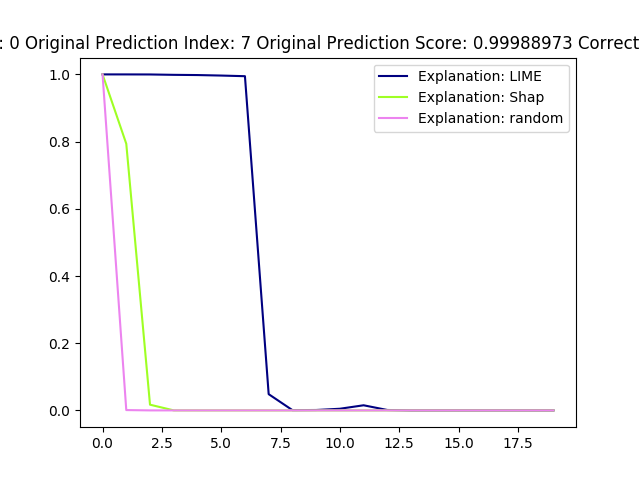 : 0 Original Prediction Index: 7 Original Prediction Score: 0.99988973 Correct
Explanation: LIME
Explanation: Shap
Explanation: random
1.0
0.8
0.6
0.4
0.2
0.0
0.0 2.5 5.0 7.5 10.0 12.5 15.0 17.5